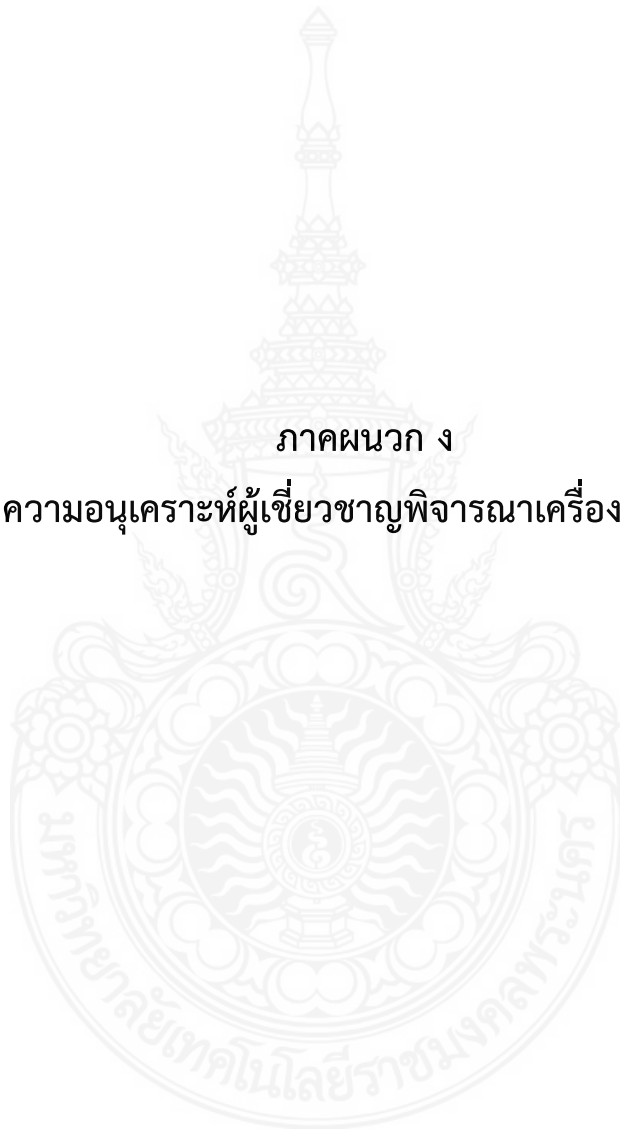 ภาคผนวก ง
ความอนุเคราะห์ผู้เชี่ยวชาญพิจารณาเครื่อง
มหาวิทยาลัยเทคโนโลยีราชมงคลพระนคร